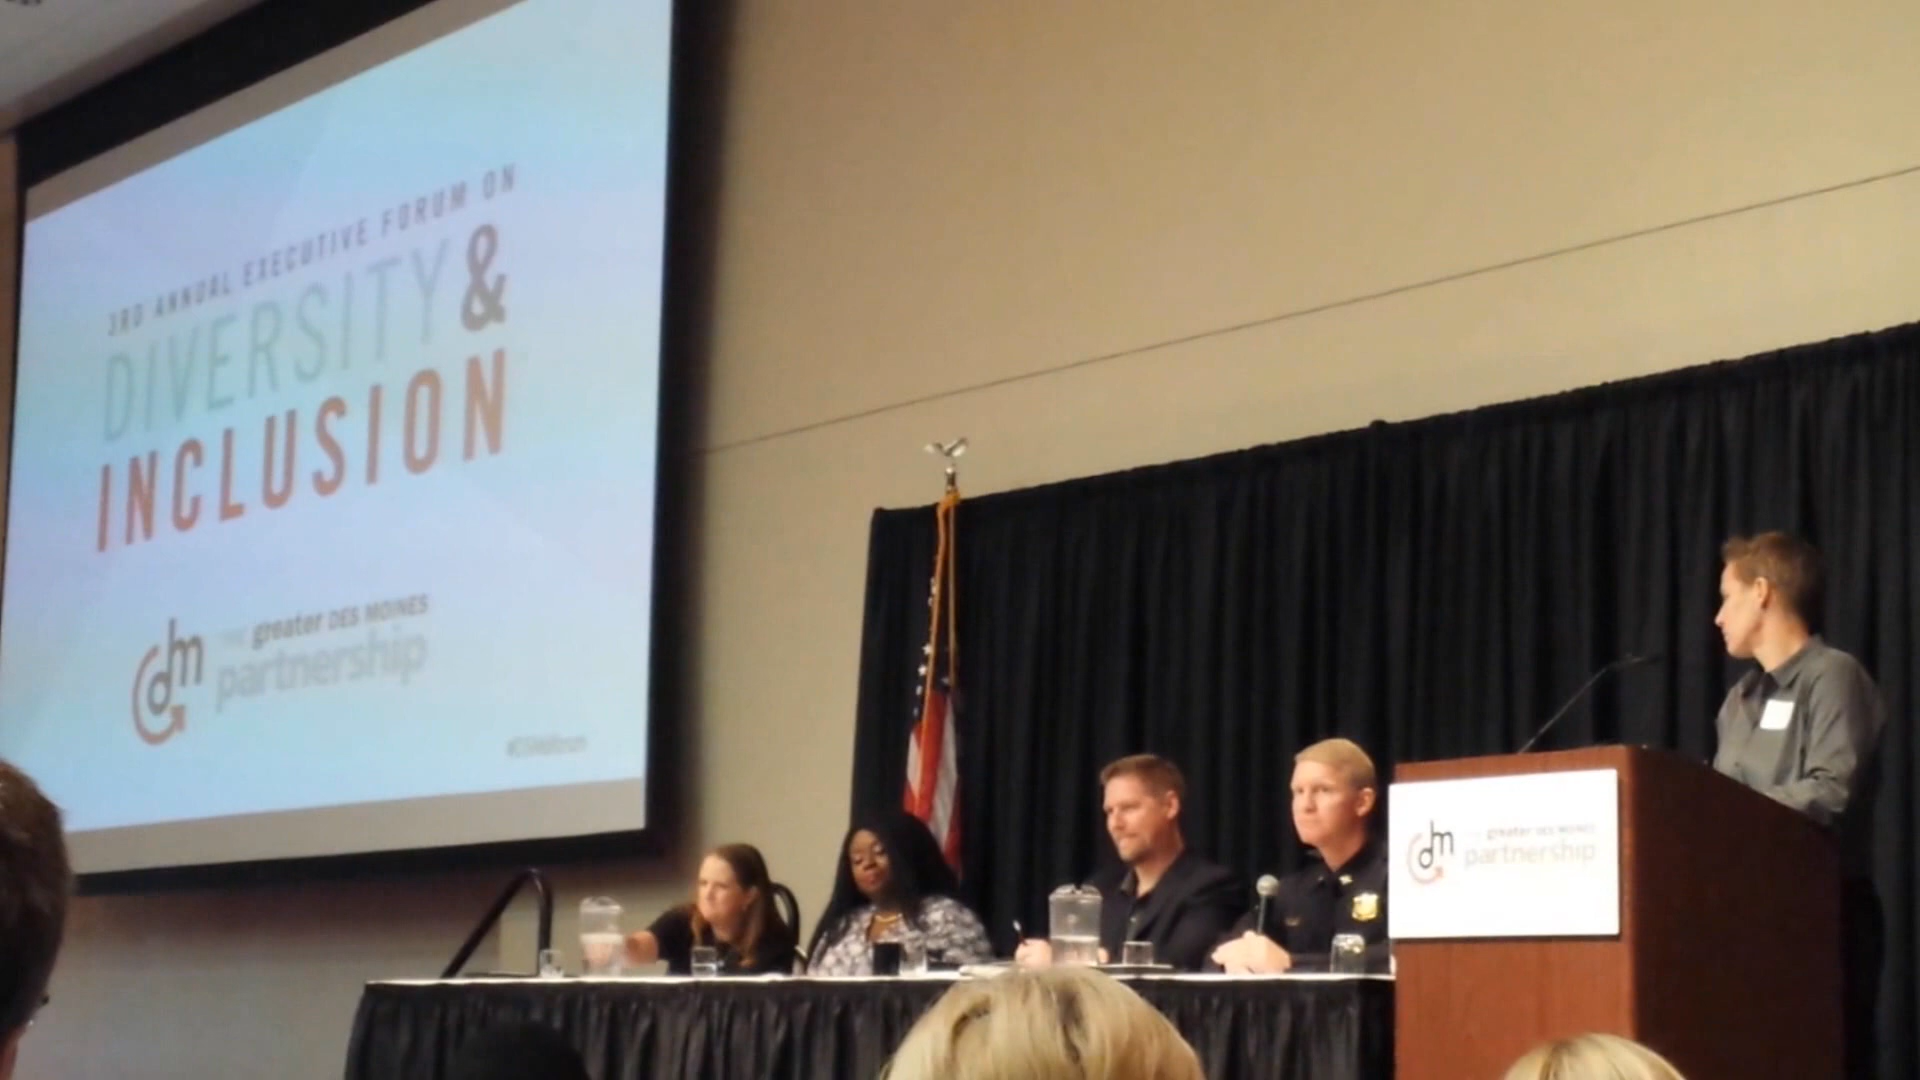 3RD ANNUAL EXECUTIVE FORUM ON
DIVERSITY &
INCLUSION
dm
THE greater DES MOINES
partnership
dm
THE greater DES MOINES
partnership